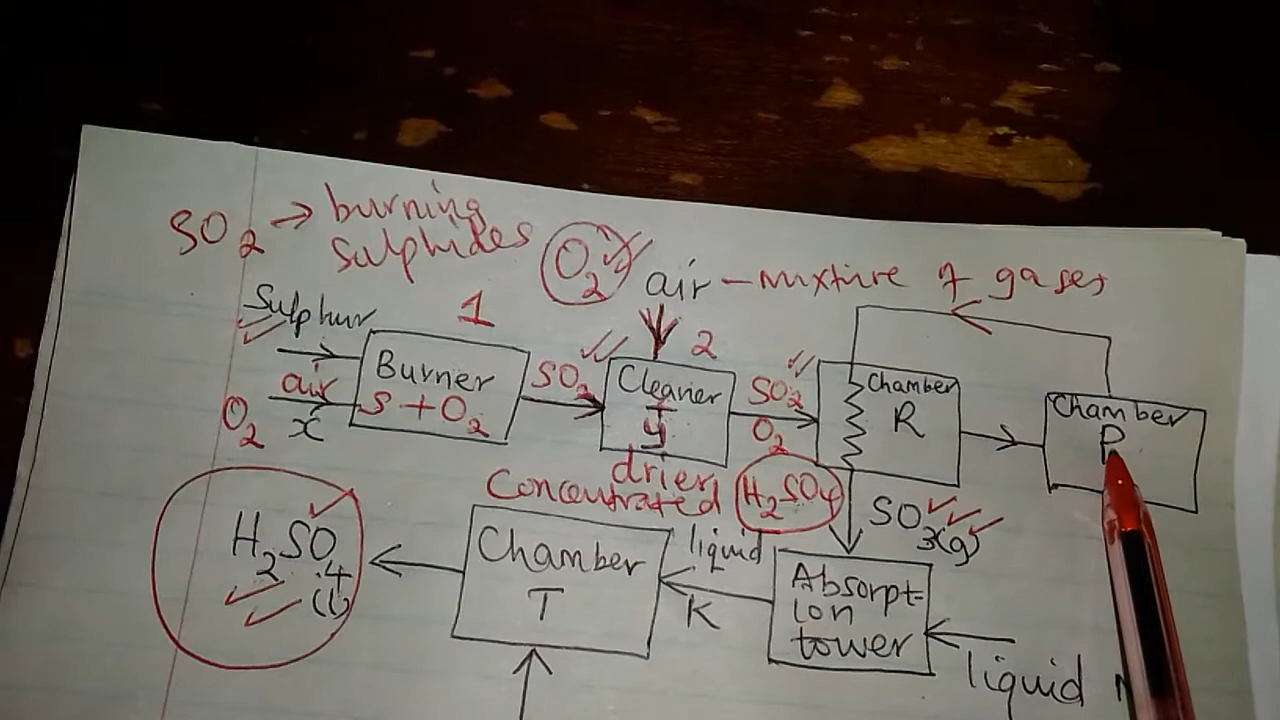 SO2 → burning
sulphides
O2 air - mixture of gases
Sulphur
1
2
air
O2
x
Burner
S + O2
SO2
Cleaner
I
y
drier
Concentrated H2SO4
SO2
O2
Chamber
R
Chamber
P
SO3(g)
H2SO4
(l)
Chamber
T
liquid
K
Absorpt-
ion
tower
liquid